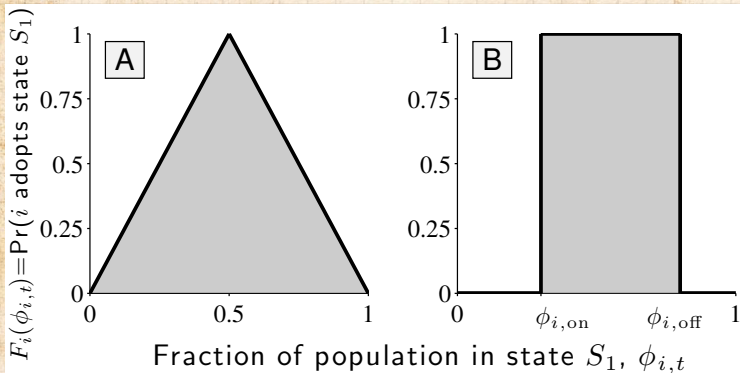 F_i(φ_{i,t})=Pr(i adopts state S_1)
A
1
0.75
0.5
0.25
0
0 0.5 1
B
1
0.75
0.5
0.25
0
0 φ_{i,on} φ_{i,off} 1
Fraction of population in state S_1, φ_{i,t}